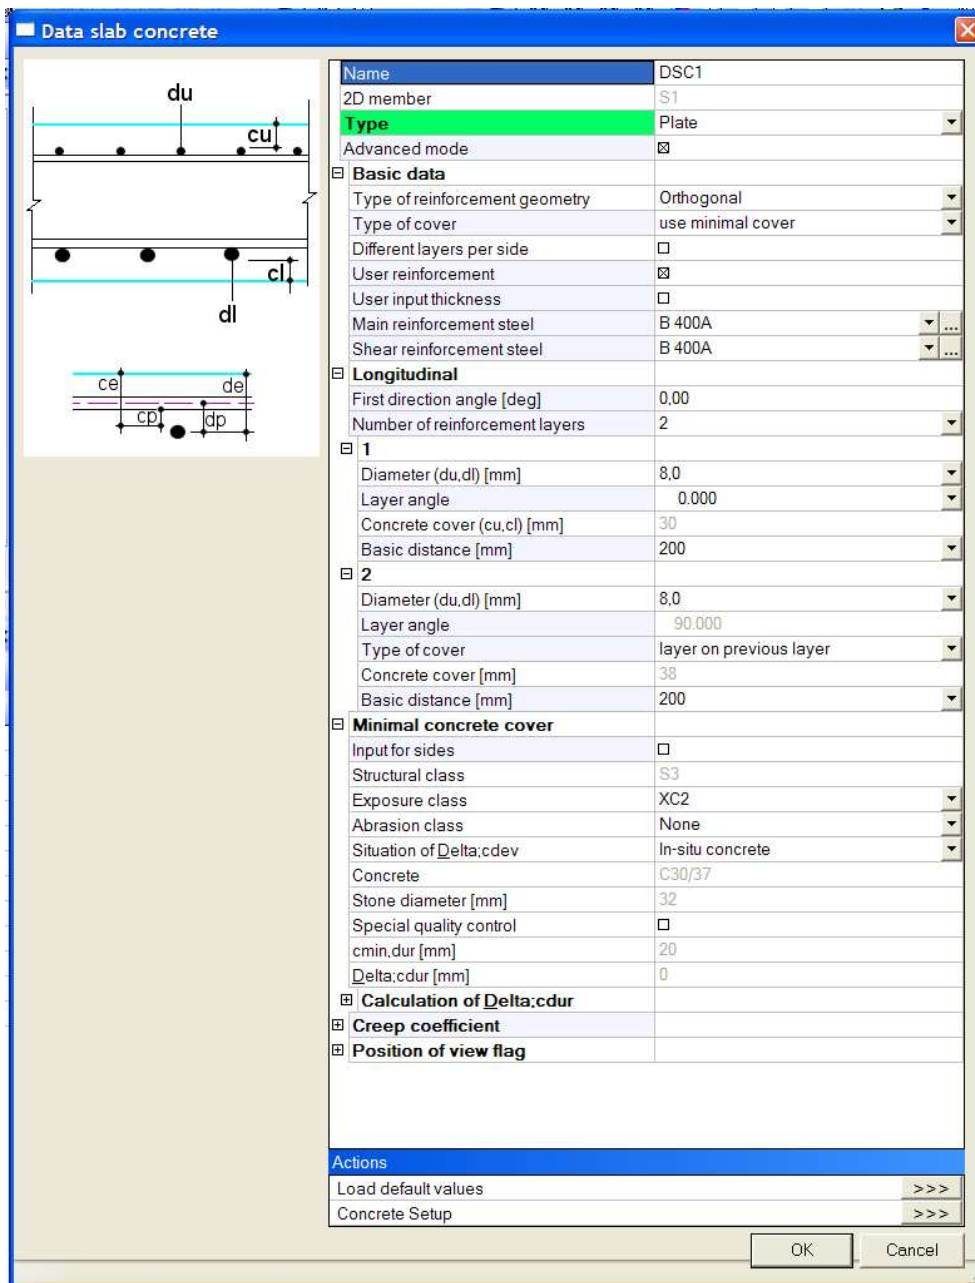 Data slab concrete
du
cu
cl
dl
ce
de
cp
dp
Name DSC1
2D member S1
Type Plate
Advanced mode
Basic data
Type of reinforcement geometry Orthogonal
Type of cover use minimal cover
Different layers per side
User reinforcement
User input thickness
Main reinforcement steel B 400A ...
Shear reinforcement steel B 400A ...
Longitudinal
First direction angle [deg] 0,00
Number of reinforcement layers 2
1
Diameter (du,dl) [mm] 8,0
Layer angle 0.000
Concrete cover (cu,cl) [mm] 30
Basic distance [mm] 200
2
Diameter (du,dl) [mm] 8,0
Layer angle 90.000
Type of cover layer on previous layer
Concrete cover [mm] 38
Basic distance [mm] 200
Minimal concrete cover
Input for sides
Structural class S3
Exposure class XC2
Abrasion class None
Situation of Delta;cdev In-situ concrete
Concrete C30/37
Stone diameter [mm] 32
Special quality control
cmin,dur [mm] 20
Delta;cdur [mm] 0
Calculation of Delta;cdur
Creep coefficient
Position of view flag
Actions
Load default values >>>
Concrete Setup >>>
OK Cancel